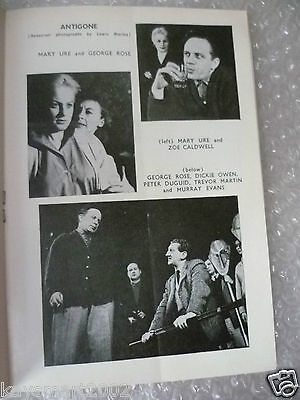 ANTIGONE
(Rehearsal photographs by Lewis Morley)
MARY URE and GEORGE ROSE
(left) MARY URE and
ZOE CALDWELL
(below)
GEORGE ROSE, DICKIE OWEN,
PETER DUGUID, TREVOR MARTIN
and MURRAY EVANS
kayement2002